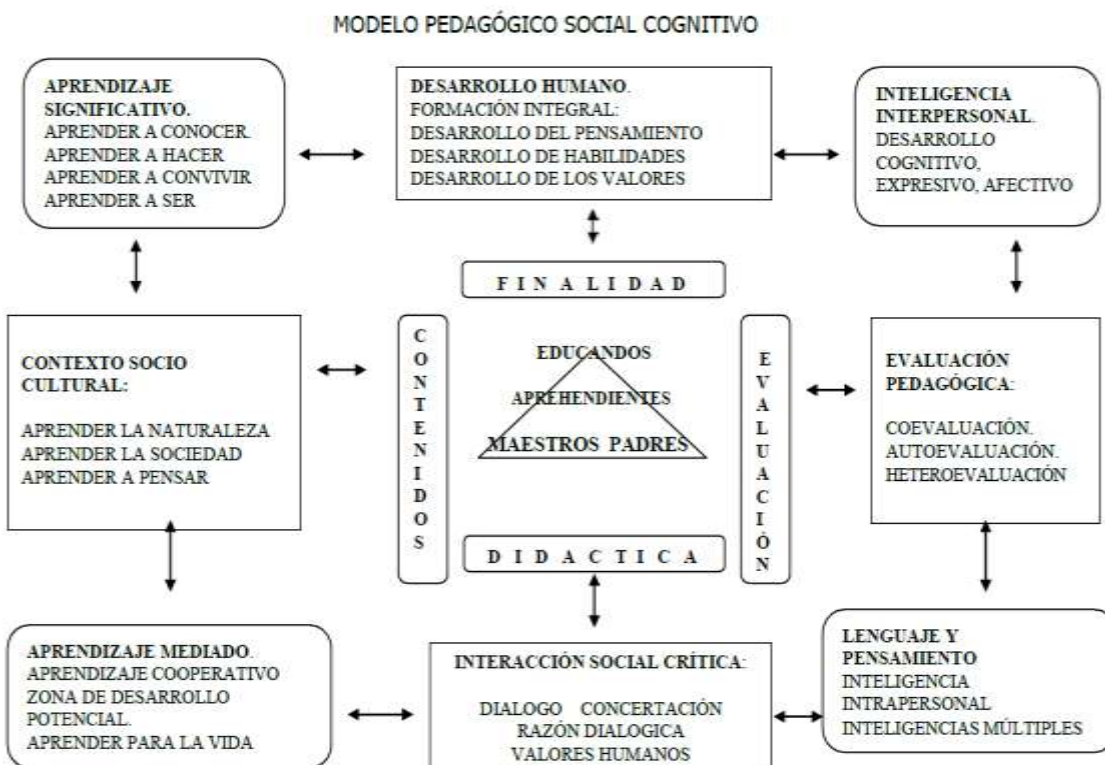 MODELO PEDAGÓGICO SOCIAL COGNITIVO
APRENDIZAJE
SIGNIFICATIVO.
APRENDER A CONOCER.
APRENDER A HACER
APRENDER A CONVIVIR
APRENDER A SER
DESARROLLO HUMANO.
FORMACIÓN INTEGRAL:
DESARROLLO DEL PENSAMIENTO
DESARROLLO DE HABILIDADES
DESARROLLO DE LOS VALORES
INTELIGENCIA
INTERPERSONAL.
DESARROLLO
COGNITIVO,
EXPRESIVO, AFECTIVO
FINALIDAD
CONTEXTO SOCIO
CULTURAL:
APRENDER LA NATURALEZA
APRENDER LA SOCIEDAD
APRENDER A PENSAR
CONTENIDOS
EDUCANDOS
APREHENDIENTES
MAESTROS PADRES
EVALUACIÓN
EVALUACIÓN
PEDAGÓGICA:
COEVALUACIÓN.
AUTOEVALUACIÓN.
HETEROEVALUACIÓN
DIDACTICA
APRENDIZAJE MEDIADO.
APRENDIZAJE COOPERATIVO
ZONA DE DESARROLLO
POTENCIAL.
APRENDER PARA LA VIDA
INTERACCIÓN SOCIAL CRÍTICA:
DIALOGO CONCERTACIÓN
RAZÓN DIALOGICA
VALORES HUMANOS
LENGUAJE Y
PENSAMIENTO
INTELIGENCIA
INTRAPERSONAL
INTELIGENCIAS MÚLTIPLES